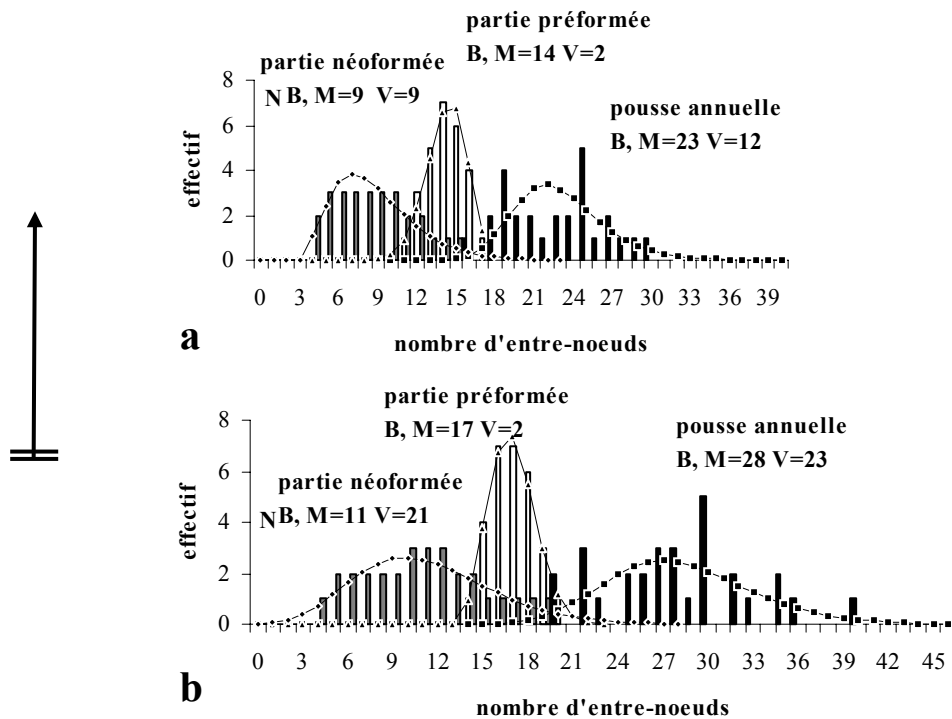 partie préformée
B, M=14 V=2
partie néoformée
NB, M=9 V=9
pousse annuelle
B, M=23 V=12
effectif
8
6
4
2
0
0 3 6 9 12 15 18 21 24 27 30 33 36 39
a
nombre d'entre-noeuds
partie préformée
B, M=17 V=2
pousse annuelle
B, M=28 V=23
partie néoformée
NB, M=11 V=21
effectif
8
6
4
2
0
0 3 6 9 12 15 18 21 24 27 30 33 36 39 42 45
b
nombre d'entre-noeuds